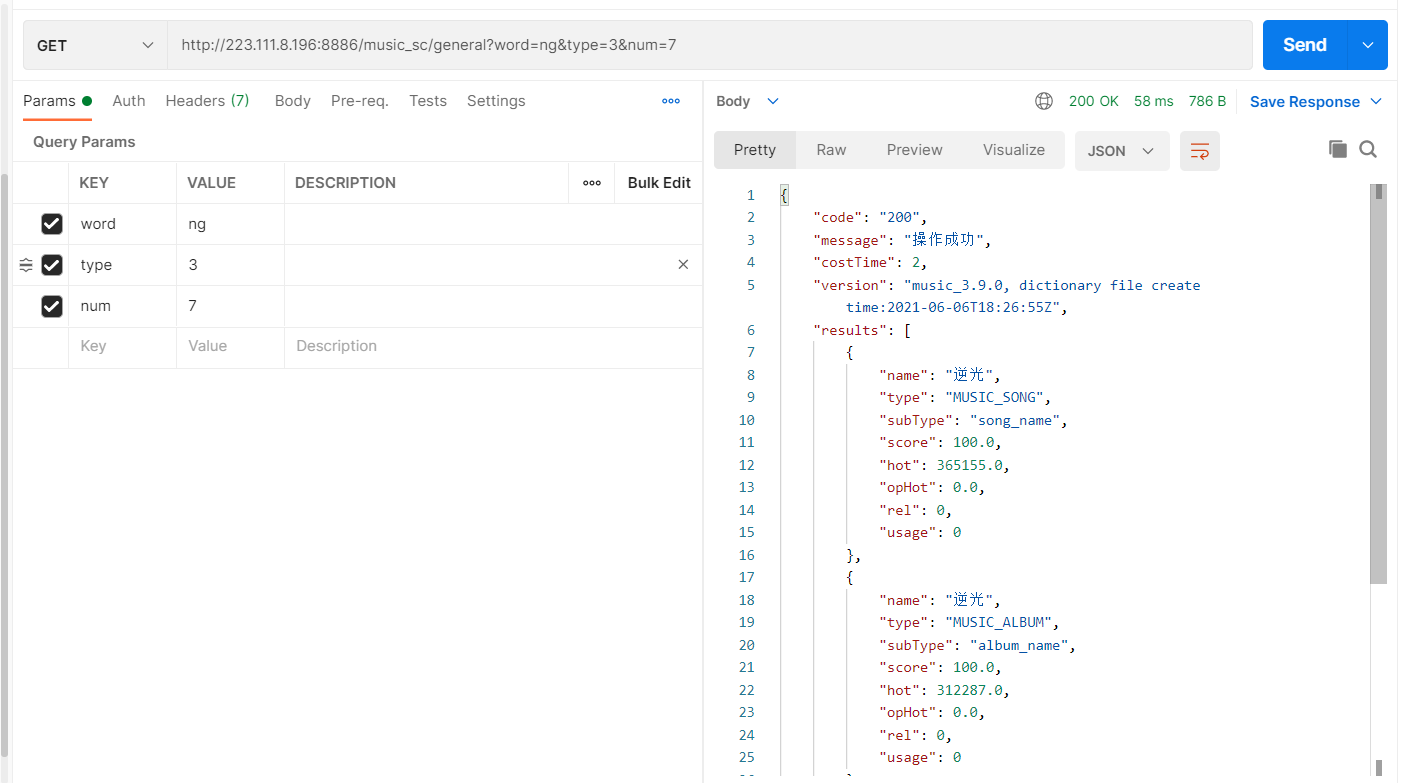 GET http://223.111.8.196:8886/music_sc/general?word=ng&type=3&num=7 Send
Params Auth Headers (7) Body Pre-req. Tests Settings
Query Params
KEY VALUE DESCRIPTION Bulk Edit
word ng
type 3
num 7
Key Value Description
Body 200 OK 58 ms 786 B Save Response
Pretty Raw Preview Visualize JSON
1 {
2 "code": "200",
3 "message": "操作成功",
4 "costTime": 2,
5 "version": "music_3.9.0, dictionary file create
time:2021-06-06T18:26:55Z",
6 "results": [
7 {
8 "name": "逆光",
9 "type": "MUSIC_SONG",
10 "subType": "song_name",
11 "score": 100.0,
12 "hot": 365155.0,
13 "opHot": 0.0,
14 "rel": 0,
15 "usage": 0
16 },
17 {
18 "name": "逆光",
19 "type": "MUSIC_ALBUM",
20 "subType": "album_name",
21 "score": 100.0,
22 "hot": 312287.0,
23 "opHot": 0.0,
24 "rel": 0,
25 "usage": 0